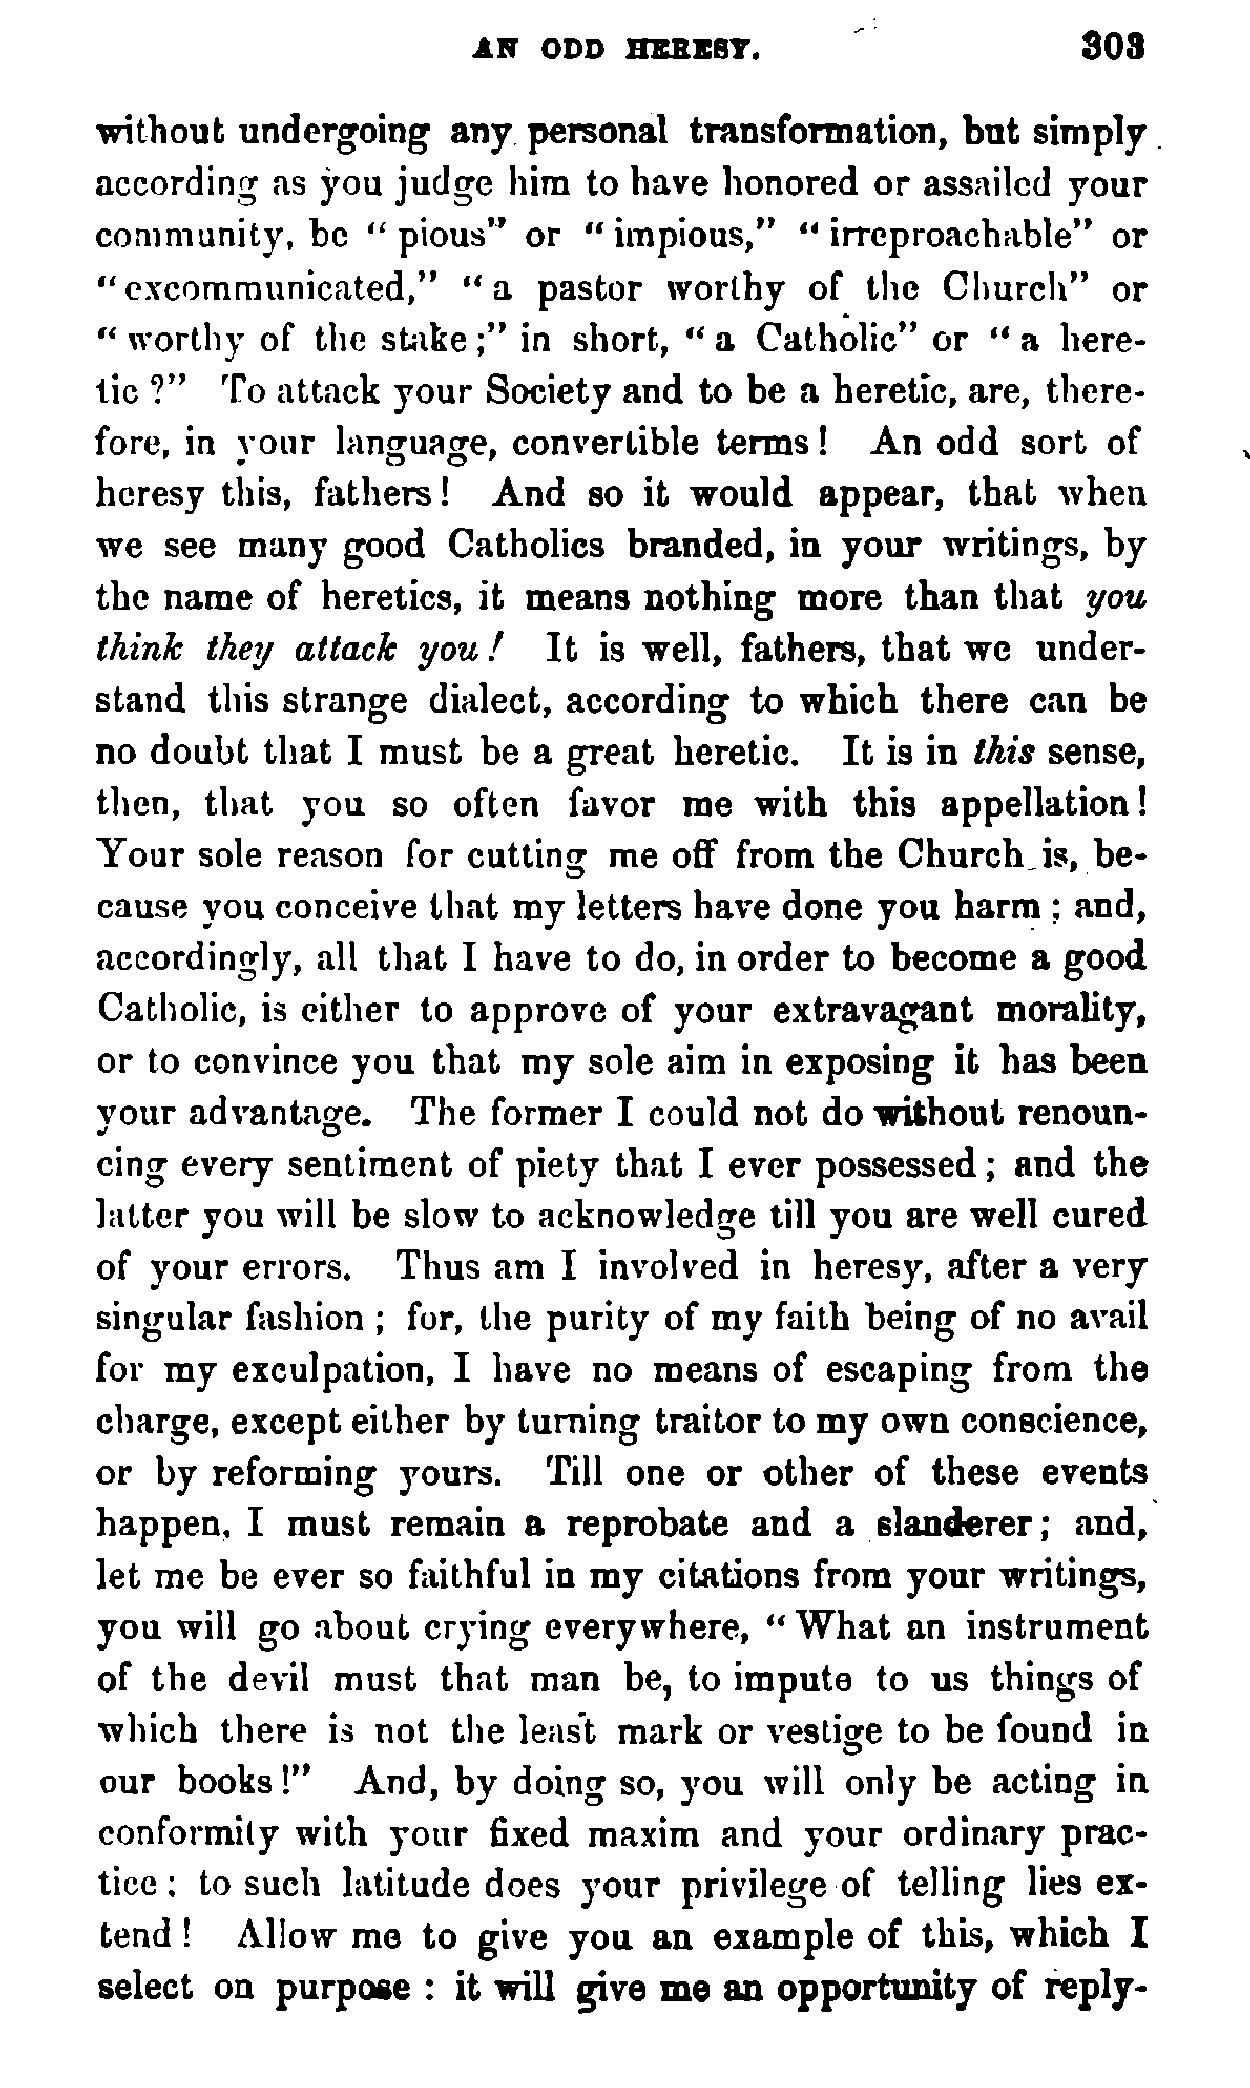 AN ODD HERESY. 303
without undergoing any personal transformation, but simply
according as you judge him to have honored or assailed your
community, be “ pious” or “ impious,” “ irreproachable” or
“ excommunicated,” “ a pastor worthy of the Church” or
“ worthy of the stake ;” in short, “ a Catholic” or “ a here-
tic ?” To attack your Society and to be a heretic, are, there-
fore, in your language, convertible terms ! An odd sort of
heresy this, fathers ! And so it would appear, that when
we see many good Catholics branded, in your writings, by
the name of heretics, it means nothing more than that you
think they attack you ! It is well, fathers, that we under-
stand this strange dialect, according to which there can be
no doubt that I must be a great heretic. It is in this sense,
then, that you so often favor me with this appellation !
Your sole reason for cutting me off from the Church is, be-
cause you conceive that my letters have done you harm ; and,
accordingly, all that I have to do, in order to become a good
Catholic, is either to approve of your extravagant morality,
or to convince you that my sole aim in exposing it has been
your advantage. The former I could not do without renoun-
cing every sentiment of piety that I ever possessed ; and the
latter you will be slow to acknowledge till you are well cured
of your errors. Thus am I involved in heresy, after a very
singular fashion ; for, the purity of my faith being of no avail
for my exculpation, I have no means of escaping from the
charge, except either by turning traitor to my own conscience,
or by reforming yours. Till one or other of these events
happen, I must remain a reprobate and a slanderer ; and,
let me be ever so faithful in my citations from your writings,
you will go about crying everywhere, “ What an instrument
of the devil must that man be, to impute to us things of
which there is not the least mark or vestige to be found in
our books !” And, by doing so, you will only be acting in
conformity with your fixed maxim and your ordinary prac-
tice : to such latitude does your privilege of telling lies ex-
tend ! Allow me to give you an example of this, which I
select on purpose : it will give me an opportunity of reply-